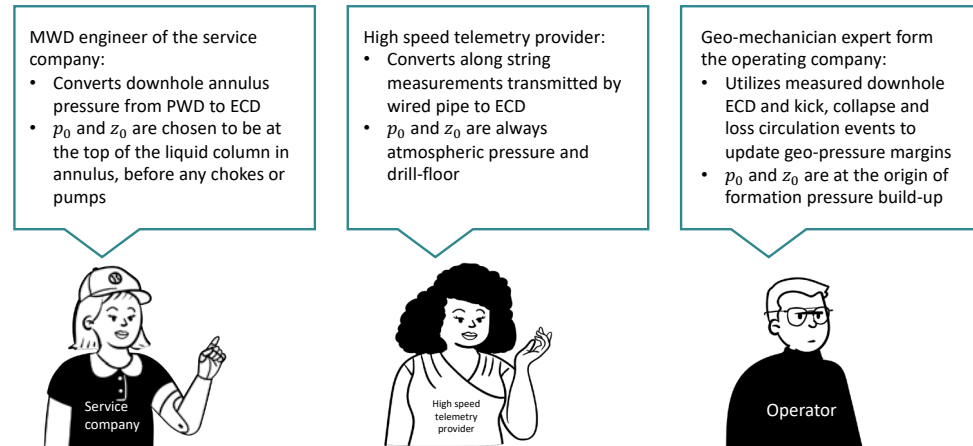 MWD engineer of the service
company:
• Converts downhole annulus
pressure from PWD to ECD
• p₀ and z₀ are chosen to be at
the top of the liquid column in
annulus, before any chokes or
pumps
High speed telemetry provider:
• Converts along string
measurements transmitted by
wired pipe to ECD
• p₀ and z₀ are always
atmospheric pressure and
drill-floor
Geo-mechanician expert form
the operating company:
• Utilizes measured downhole
ECD and kick, collapse and
loss circulation events to
update geo-pressure margins
• p₀ and z₀ are at the origin of
formation pressure build-up
Service
company
High speed
telemetry
provider
Operator